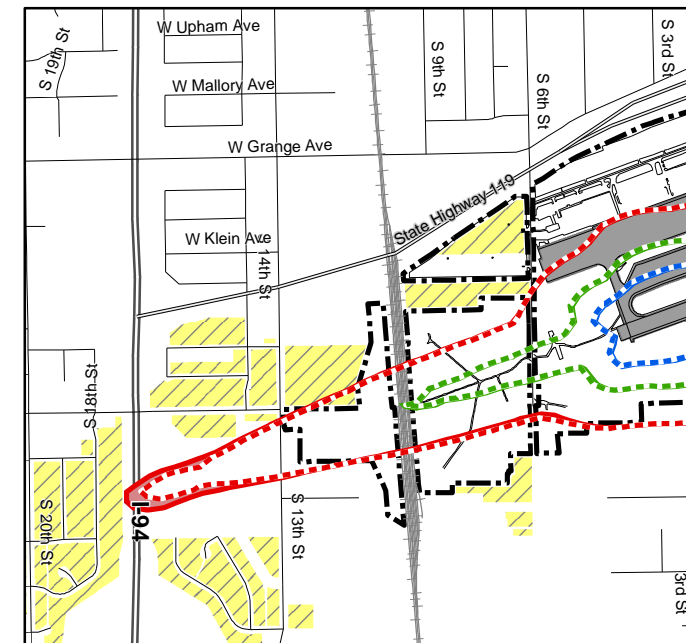 W Upham Ave
S 19th St
S 9th St
S 3rd St
W Mallory Ave
S 6th St
W Grange Ave
State Highway 119
W Klein Ave
14th St
S 18th St
S 20th St
I-94
S 13th St
3rd St